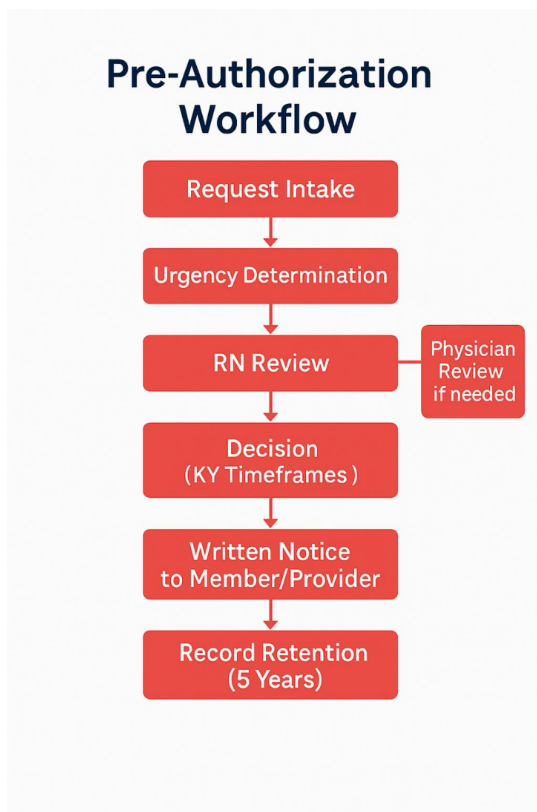 Pre-Authorization
Workflow
Request Intake
Urgency Determination
RN Review
Physician
Review
if needed
Decision
(KY Timeframes )
Written Notice
to Member/Provider
Record Retention
(5 Years)